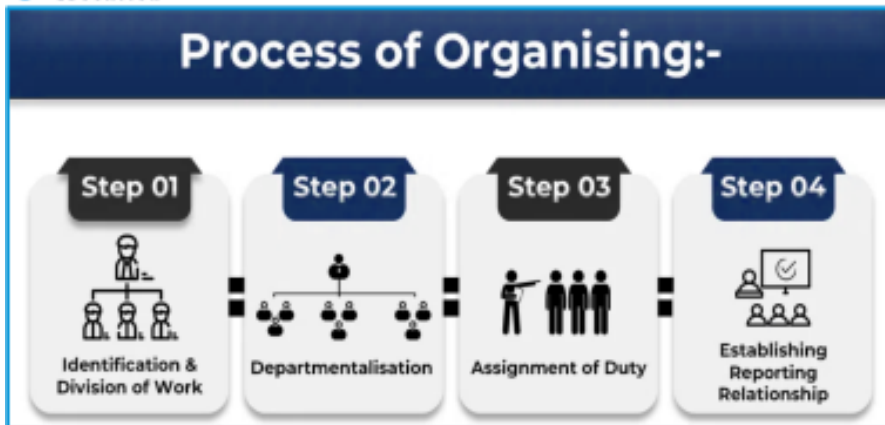 Process of Organising:-
Step 01
Identification &
Division of Work
Step 02
Departmentalisation
Step 03
Assignment of Duty
Step 04
Establishing
Reporting
Relationship